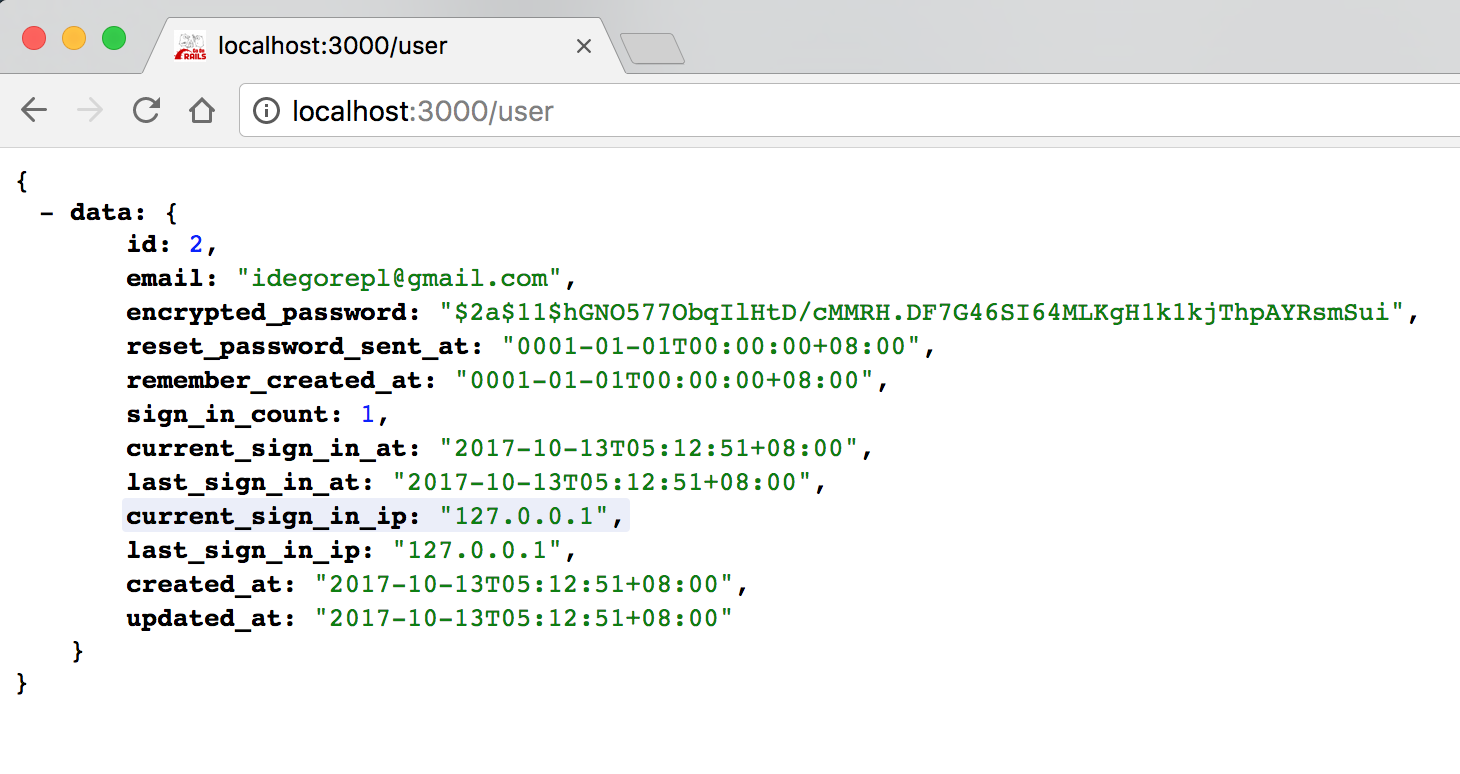 Go On
RAILS
localhost:3000/user
localhost:3000/user
{
- data: {
id: 2,
email: "idegorepl@gmail.com",
encrypted_password: "$2a$11$hGNO577ObqIlHtD/cMMRH.DF7G46SI64MLKgH1k1kjThpAYRsmSui",
reset_password_sent_at: "0001-01-01T00:00:00+08:00",
remember_created_at: "0001-01-01T00:00:00+08:00",
sign_in_count: 1,
current_sign_in_at: "2017-10-13T05:12:51+08:00",
last_sign_in_at: "2017-10-13T05:12:51+08:00",
current_sign_in_ip: "127.0.0.1",
last_sign_in_ip: "127.0.0.1",
created_at: "2017-10-13T05:12:51+08:00",
updated_at: "2017-10-13T05:12:51+08:00"
}
}